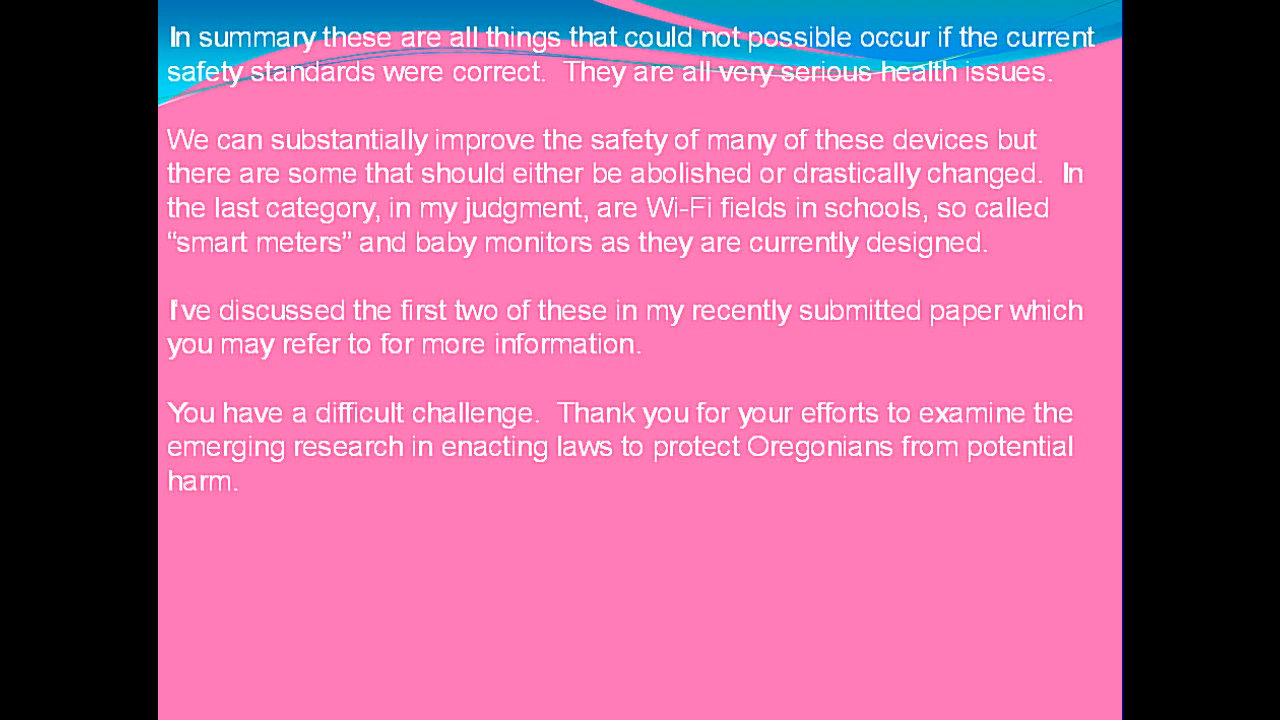 In summary these are all things that could not possible occur if the current
safety standards were correct.  They are all very serious health issues.
We can substantially improve the safety of many of these devices but
there are some that should either be abolished or drastically changed.  In
the last category, in my judgment, are Wi-Fi fields in schools, so called
“smart meters” and baby monitors as they are currently designed.
I've discussed the first two of these in my recently submitted paper which
you may refer to for more information.
You have a difficult challenge.  Thank you for your efforts to examine the
emerging research in enacting laws to protect Oregonians from potential
harm.